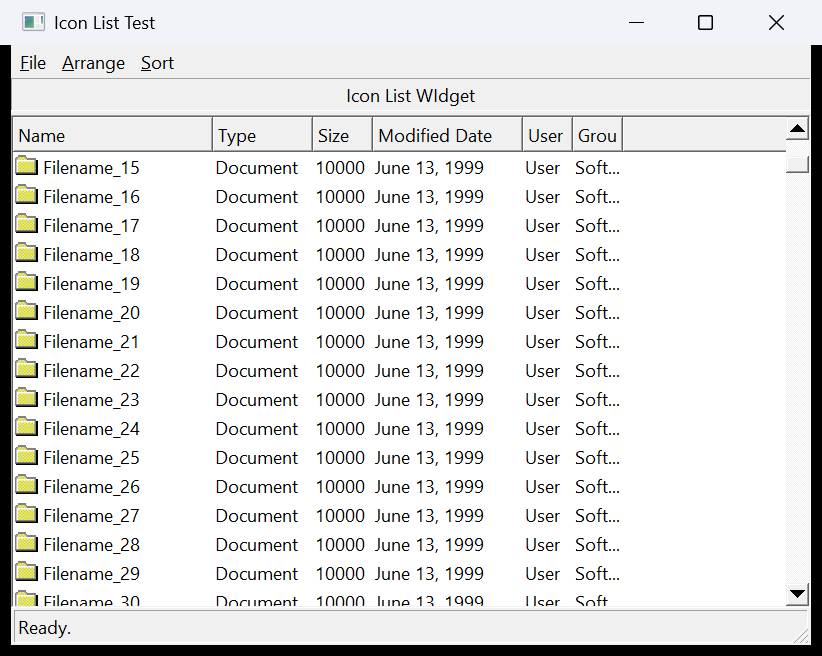 Icon List Test
File Arrange Sort
Icon List WIdget
Name Type Size Modified Date User Grou
Filename_15 Document 10000 June 13, 1999 User Soft...
Filename_16 Document 10000 June 13, 1999 User Soft...
Filename_17 Document 10000 June 13, 1999 User Soft...
Filename_18 Document 10000 June 13, 1999 User Soft...
Filename_19 Document 10000 June 13, 1999 User Soft...
Filename_20 Document 10000 June 13, 1999 User Soft...
Filename_21 Document 10000 June 13, 1999 User Soft...
Filename_22 Document 10000 June 13, 1999 User Soft...
Filename_23 Document 10000 June 13, 1999 User Soft...
Filename_24 Document 10000 June 13, 1999 User Soft...
Filename_25 Document 10000 June 13, 1999 User Soft...
Filename_26 Document 10000 June 13, 1999 User Soft...
Filename_27 Document 10000 June 13, 1999 User Soft...
Filename_28 Document 10000 June 13, 1999 User Soft...
Filename_29 Document 10000 June 13, 1999 User Soft...
Filename_30 Document 10000 June 13, 1999 User Soft...
Ready.